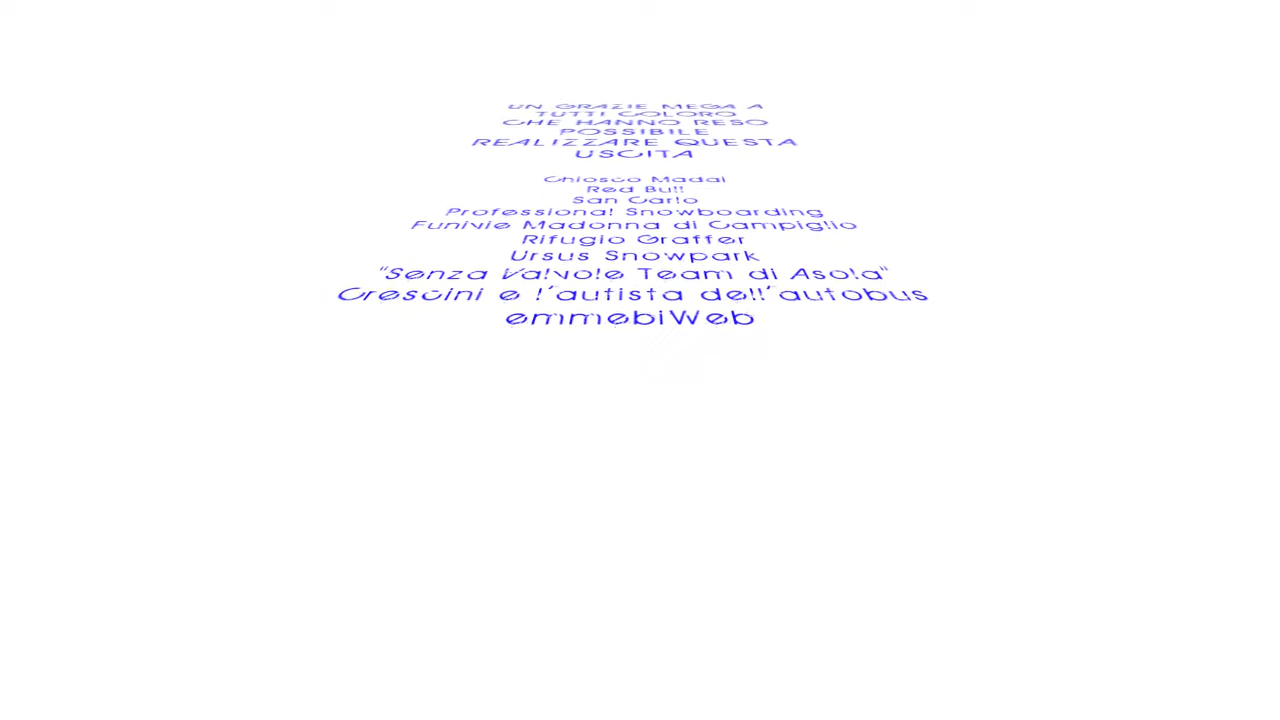 UN GRAZIE MEGA A
TUTTI COLORO
CHE HANNO RESO
POSSIBILE
REALIZZARE QUESTA
USCITA
Chiosco Madai
Red Bull
San Carlo
Professional Snowboarding
Funivie Madonna di Campiglio
Rifugio Graffer
Ursus Snowpark
"Senza Valvole Team di Asola"
Crescini e l'autista dell'autobus
emmebiWeb